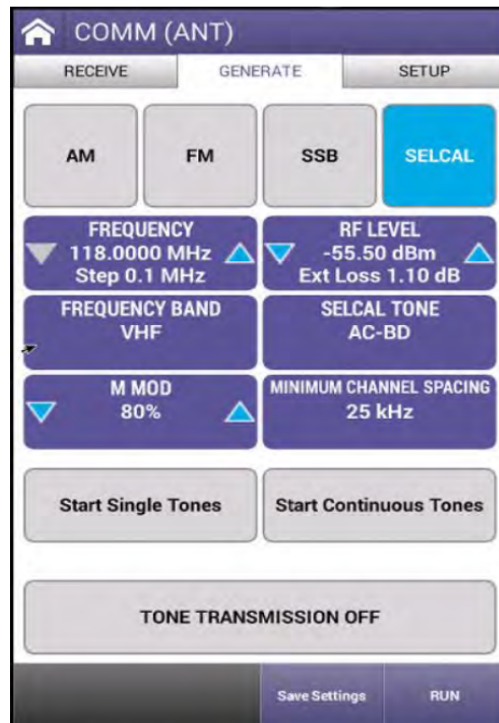 COMM (ANT)
RECEIVE
GENERATE
SETUP
AM
FM
SSB
SELCAL
FREQUENCY
118.0000 MHz
Step 0.1 MHz
RF LEVEL
-55.50 dBm
Ext Loss 1.10 dB
FREQUENCY BAND
VHF
SELCAL TONE
AC-BD
M MOD
80%
MINIMUM CHANNEL SPACING
25 kHz
Start Single Tones
Start Continuous Tones
TONE TRANSMISSION OFF
Save Settings
RUN